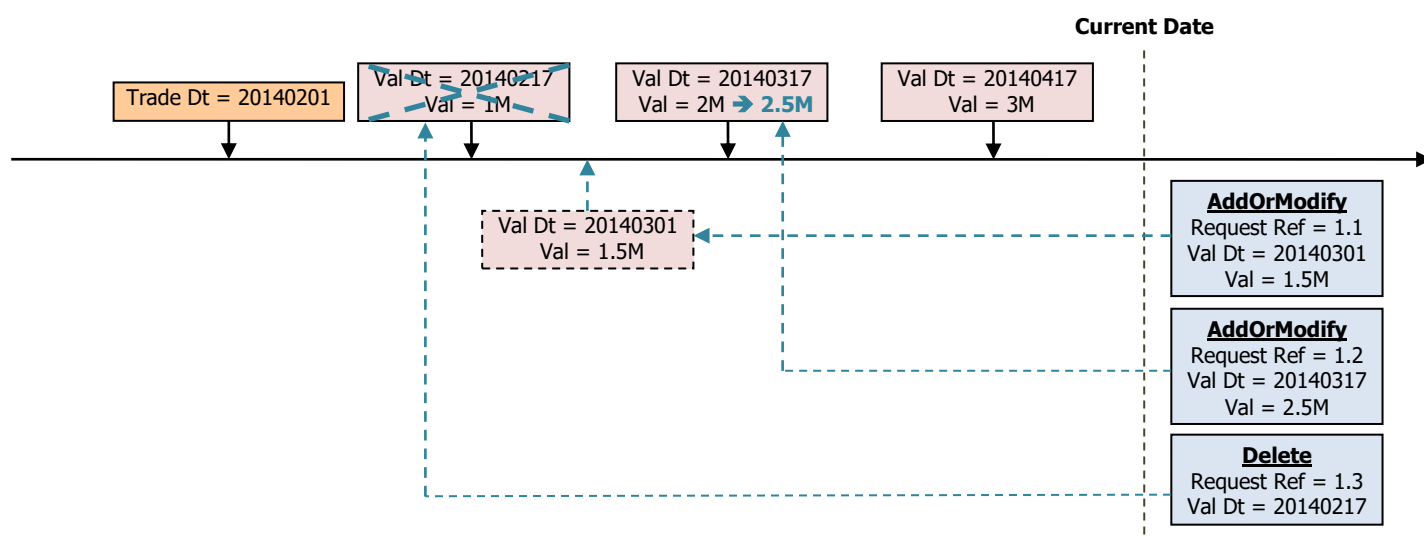 Current Date
Trade Dt = 20140201
Val Dt = 20140217
Val = 1M
Val Dt = 20140317
Val = 2M ➔ 2.5M
Val Dt = 20140417
Val = 3M
Val Dt = 20140301
Val = 1.5M
AddOrModify
Request Ref = 1.1
Val Dt = 20140301
Val = 1.5M
AddOrModify
Request Ref = 1.2
Val Dt = 20140317
Val = 2.5M
Delete
Request Ref = 1.3
Val Dt = 20140217